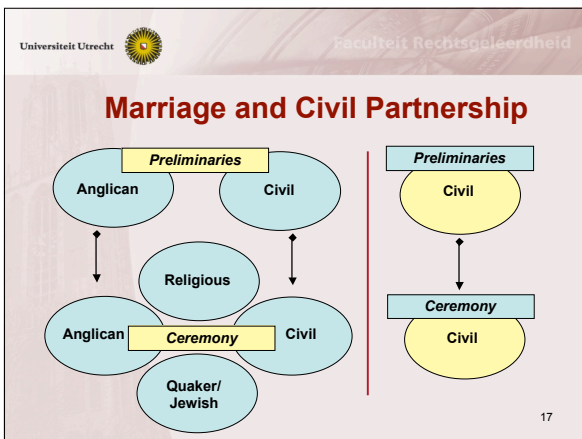 Universiteit Utrecht
Faculteit Rechtsgeleerdheid
Marriage and Civil Partnership
Preliminaries
Anglican
Civil
Religious
Anglican
Ceremony
Civil
Quaker/
Jewish
Preliminaries
Civil
Ceremony
Civil
17